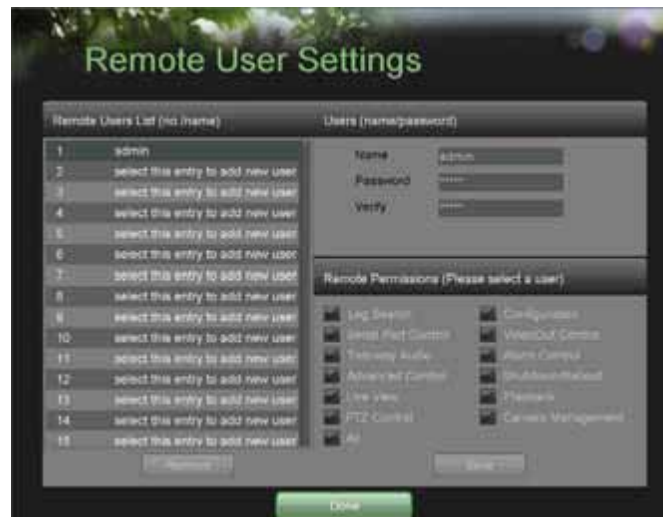 Remote User Settings
Remote Users List (no./name)
1 admin
2 select this entry to add new user
3 select this entry to add new user
4 select this entry to add new user
5 select this entry to add new user
6 select this entry to add new user
7 select this entry to add new user
8 select this entry to add new user
9 select this entry to add new user
10 select this entry to add new user
11 select this entry to add new user
12 select this entry to add new user
13 select this entry to add new user
14 select this entry to add new user
15 select this entry to add new user
Remove
Users (name/password)
Name admin
Password *****
Verify *****
Remote Permissions (Please select a user)
Log Search
Configuration
Serial Port Control
VideoOut Control
Two-way Audio
Alarm Control
Advanced Control
Shutdown/Reboot
Live View
Playback
PTZ Control
Camera Management
All
Save
Done